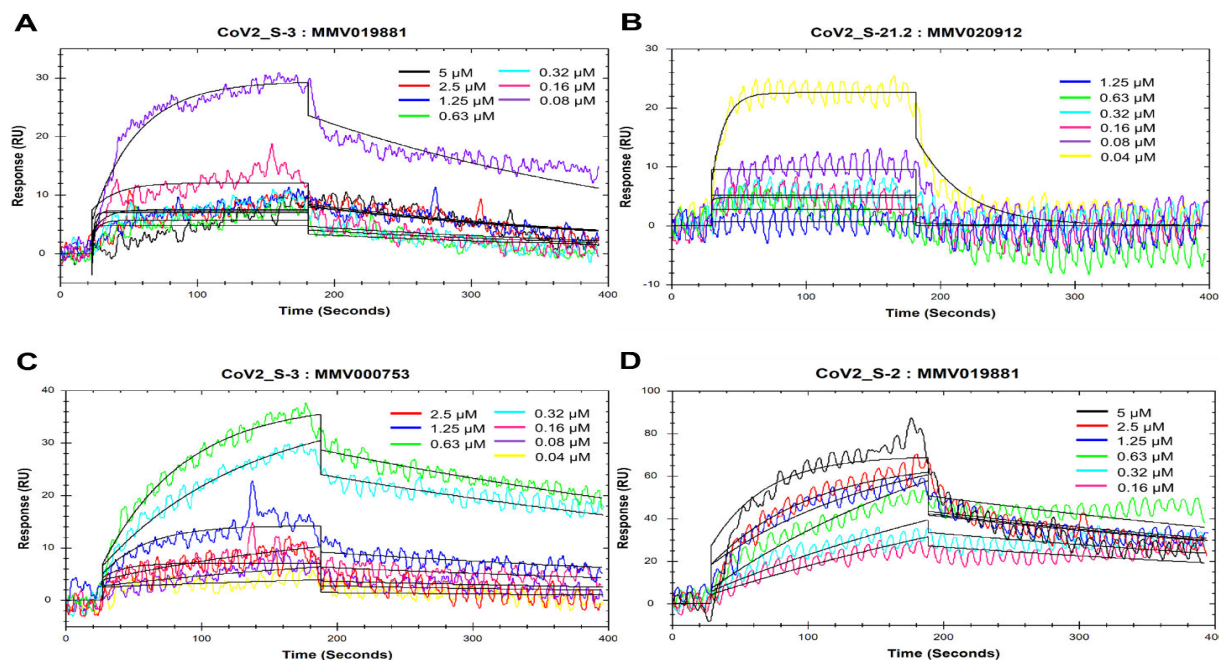 A
CoV2_S-3 : MMV019881
Response (RU)
30
20
10
0
5 µM
2.5 µM
1.25 µM
0.63 µM
0.32 µM
0.16 µM
0.08 µM
0
100
200
300
400
Time (Seconds)
B
CoV2_S-21.2 : MMV020912
Response (RU)
30
20
10
0
-10
1.25 µM
0.63 µM
0.32 µM
0.16 µM
0.08 µM
0.04 µM
0
100
200
300
400
Time (Seconds)
C
CoV2_S-3 : MMV000753
Response (RU)
40
30
20
10
0
2.5 µM
1.25 µM
0.63 µM
0.32 µM
0.16 µM
0.08 µM
0.04 µM
0
100
200
300
400
Time (Seconds)
D
CoV2_S-2 : MMV019881
Response (RU)
100
80
60
40
20
0
5 µM
2.5 µM
1.25 µM
0.63 µM
0.32 µM
0.16 µM
0
100
200
300
400
Time (Seconds)